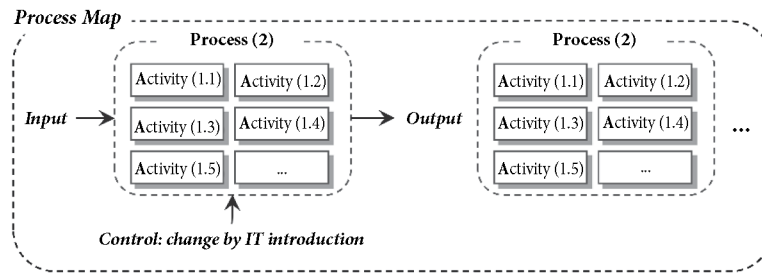 Process Map
Process (2)
Activity (1.1)
Activity (1.2)
Input
Activity (1.3)
Activity (1.4)
Activity (1.5)
...
Control: change by IT introduction
Output
Process (2)
Activity (1.1)
Activity (1.2)
Activity (1.3)
Activity (1.4)
Activity (1.5)
...
...